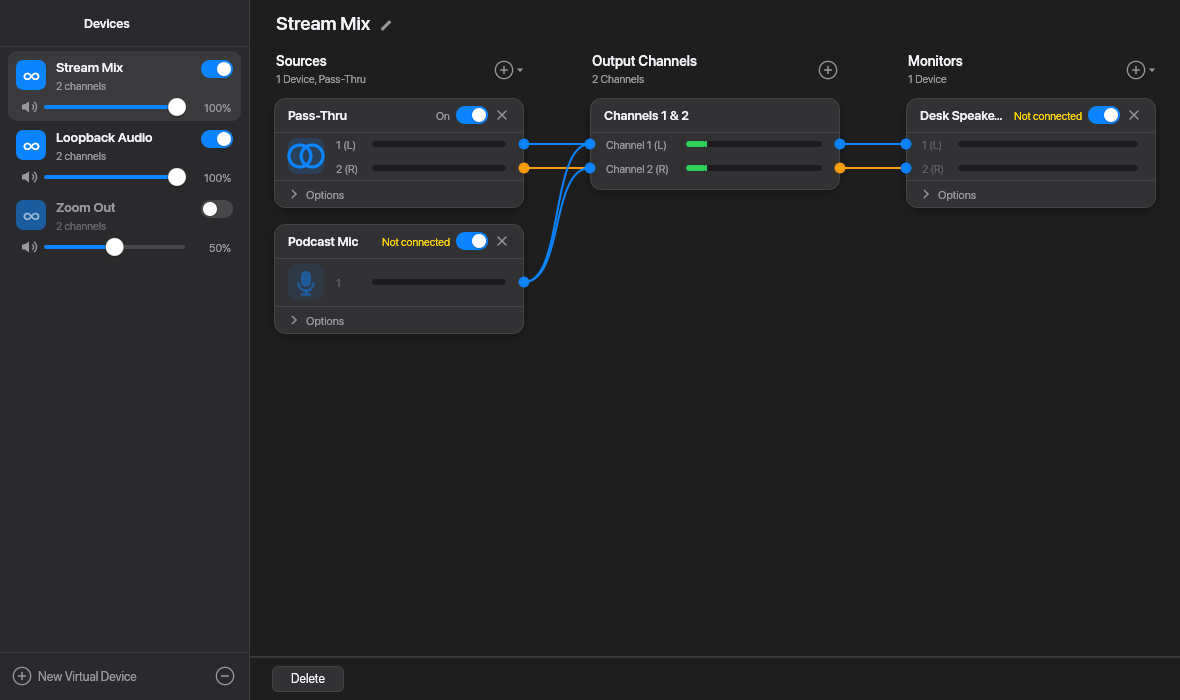 Devices
Stream Mix
2 channels
100%
Loopback Audio
2 channels
100%
Zoom Out
2 channels
50%
New Virtual Device
Stream Mix
Sources
1 Device, Pass-Thru
Pass-Thru
On
1 (L)
2 (R)
Options
Podcast Mic
Not connected
1
Options
Output Channels
2 Channels
Channels 1 & 2
Channel 1 (L)
Channel 2 (R)
Monitors
1 Device
Desk Speake...
Not connected
1 (L)
2 (R)
Options
Delete